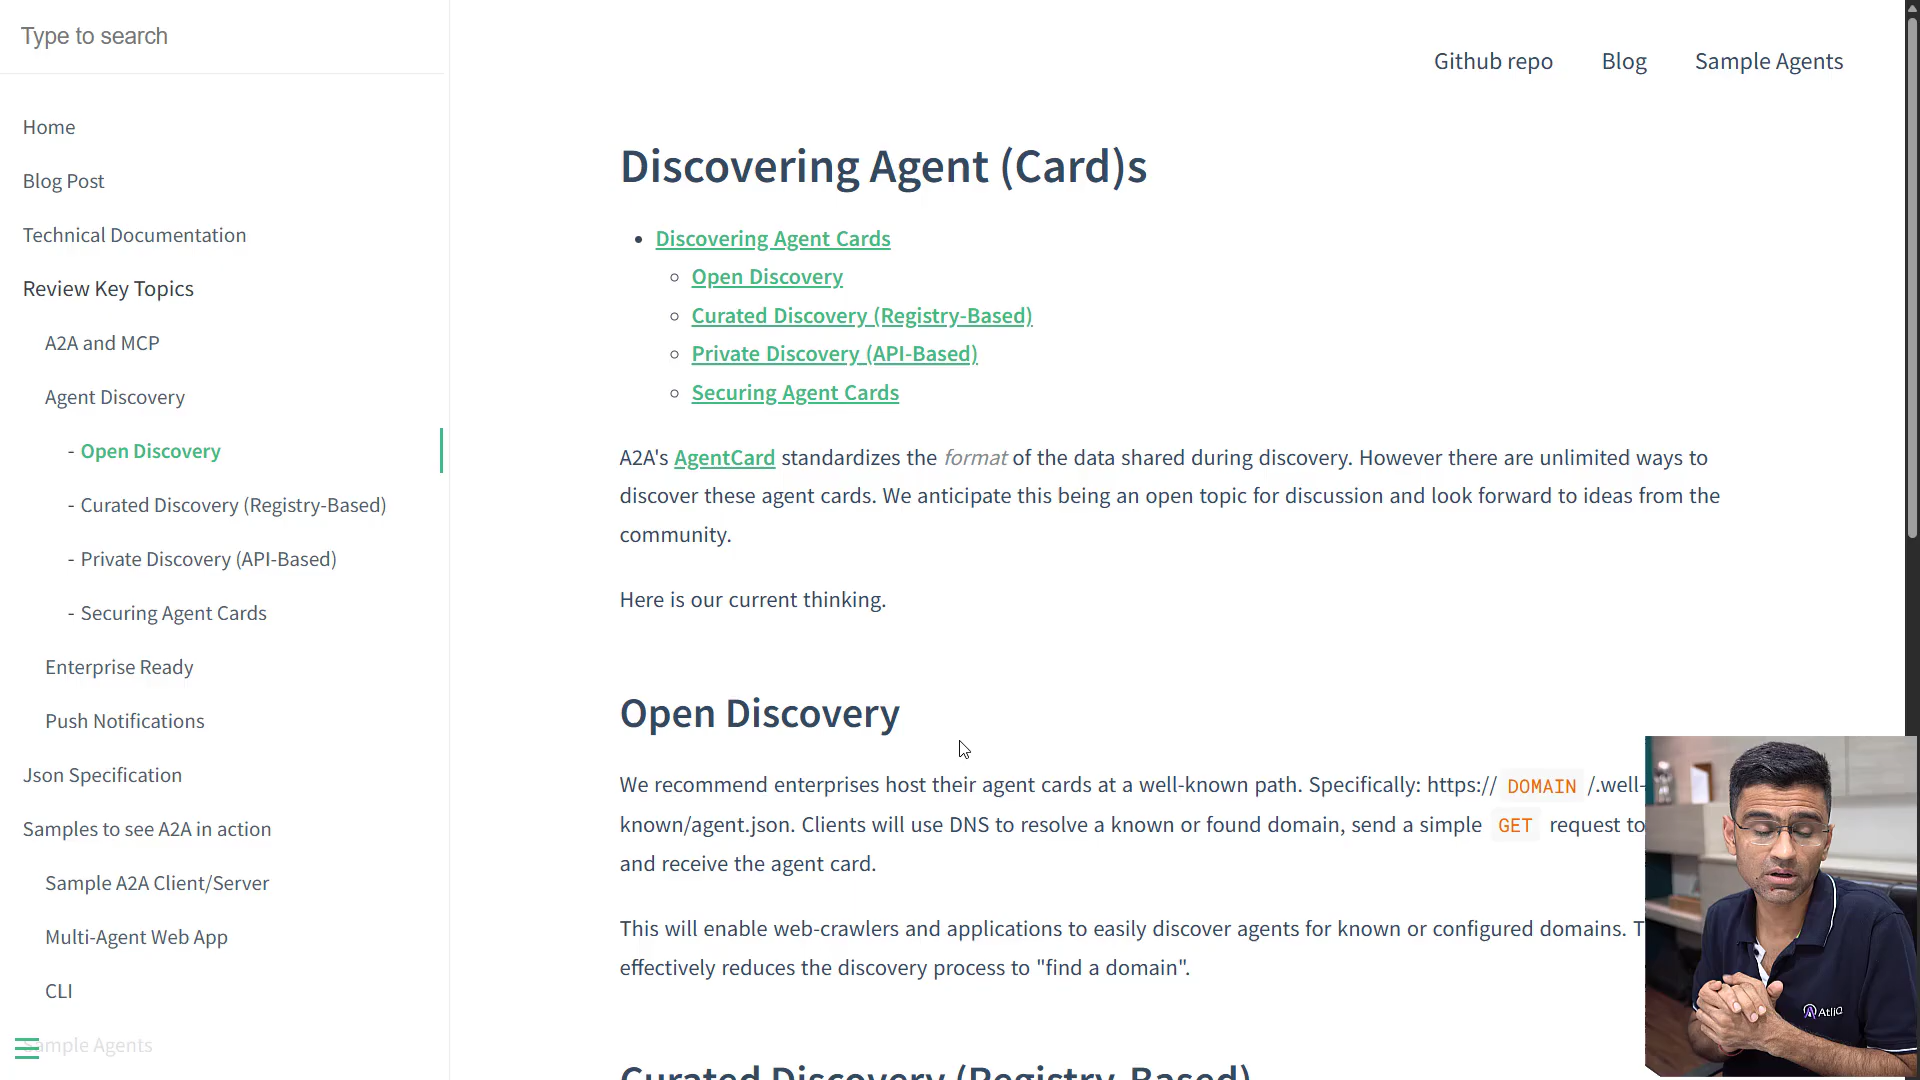 Type to search
Github repo
Blog
Sample Agents
Home
Blog Post
Technical Documentation
Review Key Topics
A2A and MCP
Agent Discovery
- Open Discovery
- Curated Discovery (Registry-Based)
- Private Discovery (API-Based)
- Securing Agent Cards
Enterprise Ready
Push Notifications
Json Specification
Samples to see A2A in action
Sample A2A Client/Server
Multi-Agent Web App
CLI
Sample Agents
Discovering Agent (Card)s
Discovering Agent Cards
Open Discovery
Curated Discovery (Registry-Based)
Private Discovery (API-Based)
Securing Agent Cards
A2A's AgentCard standardizes the format of the data shared during discovery. However there are unlimited ways to
discover these agent cards. We anticipate this being an open topic for discussion and look forward to ideas from the
community.
Here is our current thinking.
Open Discovery
We recommend enterprises host their agent cards at a well-known path. Specifically: https:// DOMAIN /.well-
known/agent.json. Clients will use DNS to resolve a known or found domain, send a simple GET request to
and receive the agent card.
This will enable web-crawlers and applications to easily discover agents for known or configured domains. T
effectively reduces the discovery process to "find a domain".
Curated Discovery (Registry-Based)
AtliQ